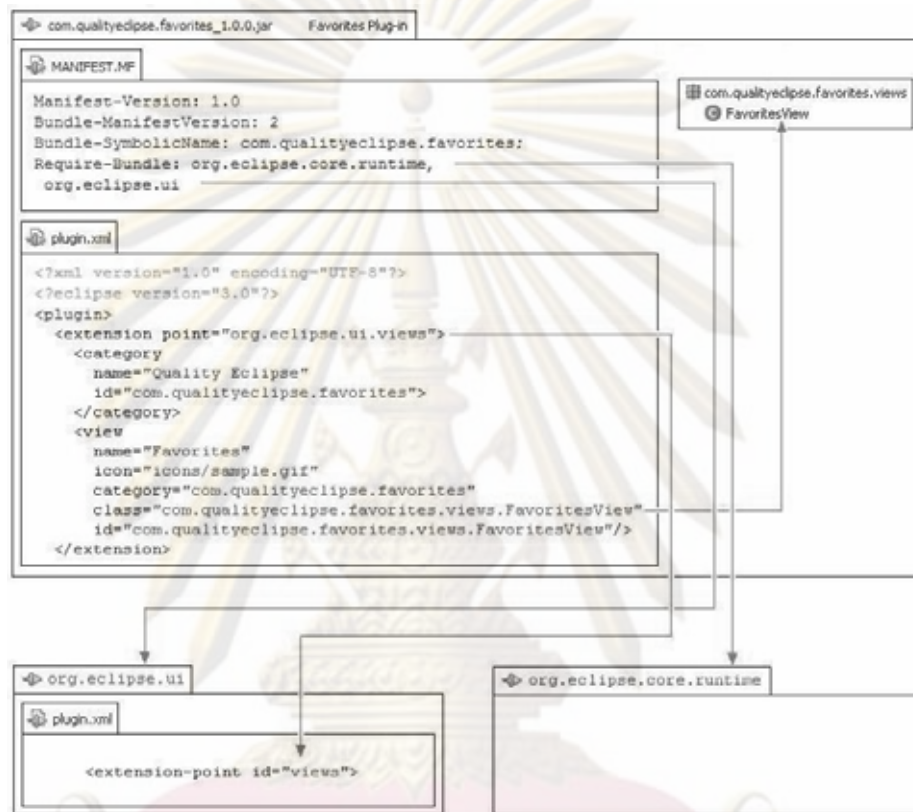 com.qualityeclipse.favorites_1.0.0.jar Favorites Plug-in
MANIFEST.MF
Manifest-Version: 1.0
Bundle-ManifestVersion: 2
Bundle-SymbolicName: com.qualityeclipse.favorites;
Require-Bundle: org.eclipse.core.runtime,
org.eclipse.ui
com.qualityeclipse.favorites.views
FavoritesView
plugin.xml
<?xml version="1.0" encoding="UTF-8"?>
<?eclipse version="3.0"?>
<plugin>
<extension point="org.eclipse.ui.views">
<category
name="Quality Eclipse"
id="com.qualityeclipse.favorites">
</category>
<view
name="Favorites"
icon="icons/sample.gif"
category="com.qualityeclipse.favorites"
class="com.qualityeclipse.favorites.views.FavoritesView"
id="com.qualityeclipse.favorites.views.FavoritesView"/>
</extension>
org.eclipse.ui
plugin.xml
<extension-point id="views">
org.eclipse.core.runtime